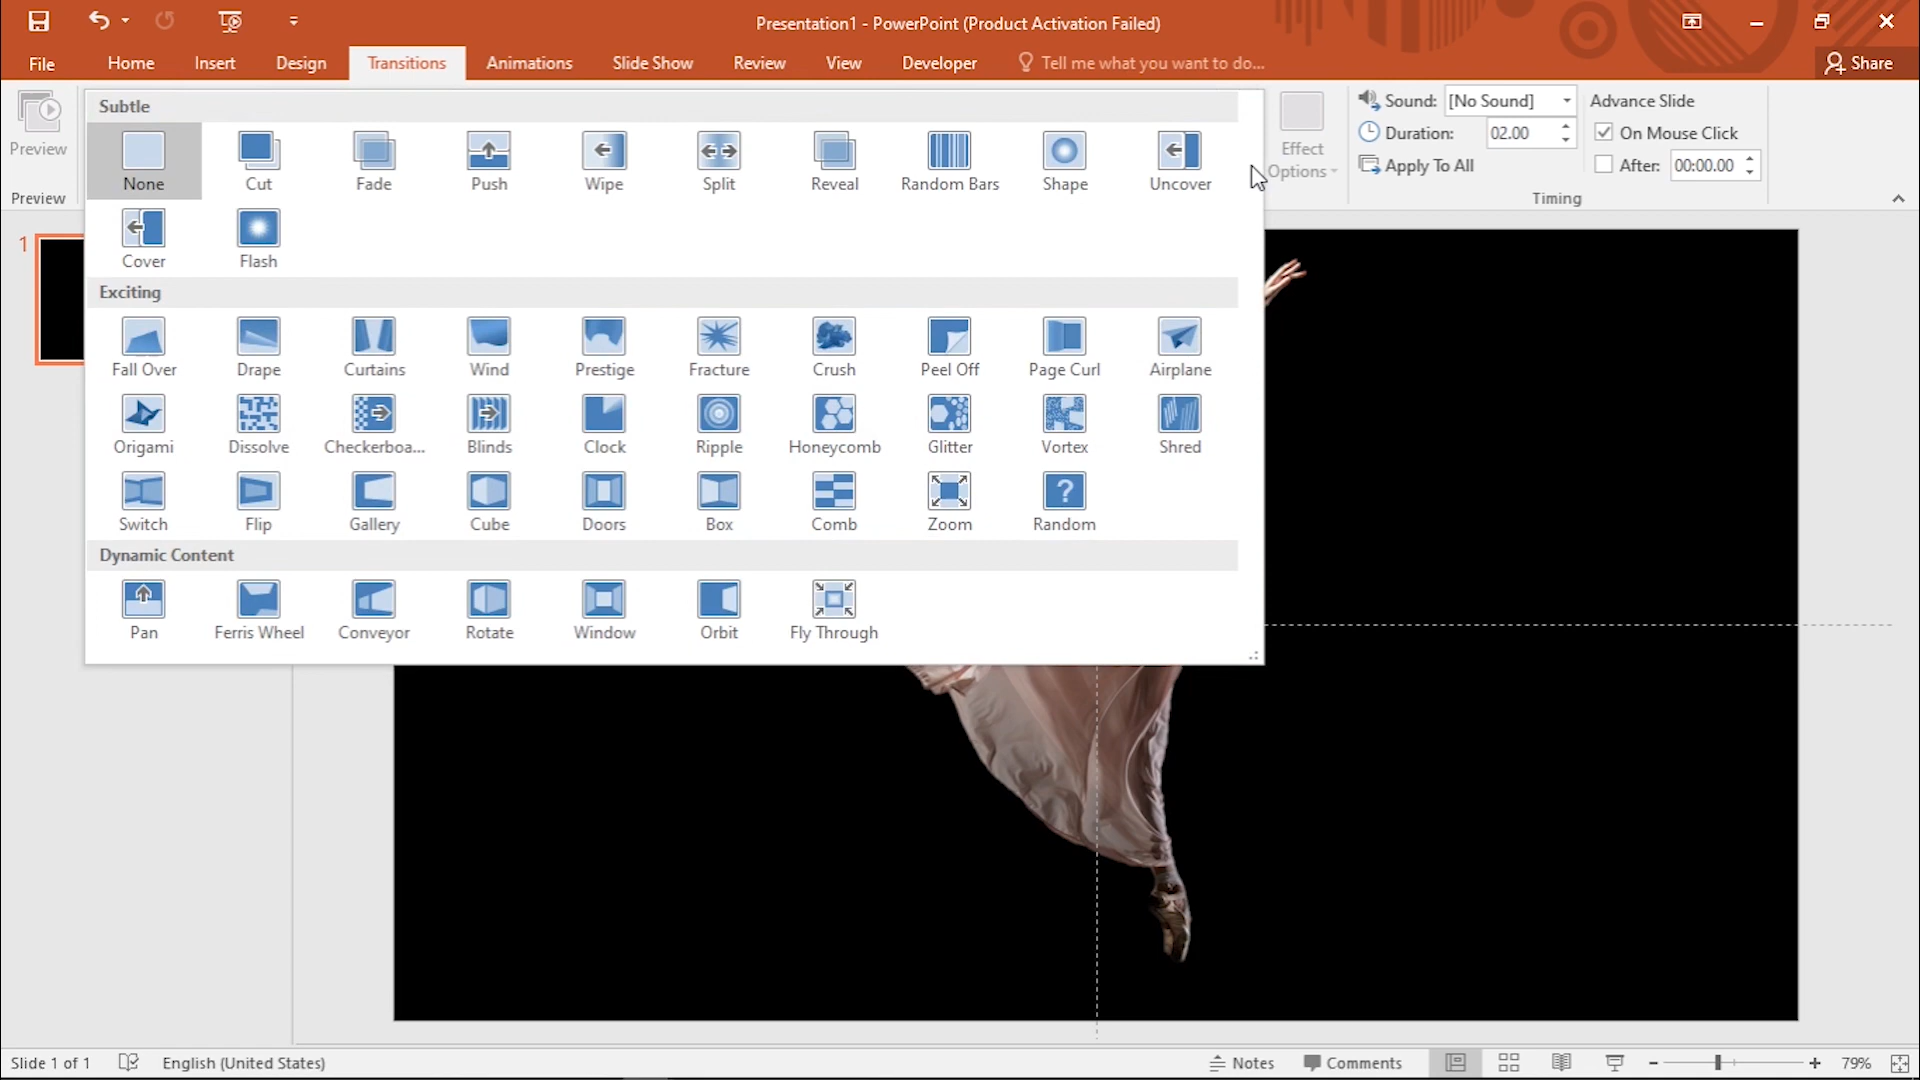 Presentation1 - PowerPoint (Product Activation Failed)
File Home Insert Design Transitions Animations Slide Show Review View Developer Tell me what you want to do... Share
Preview
Preview
Subtle
None Cut Fade Push Wipe Split Reveal Random Bars Shape Uncover
Cover Flash
Exciting
Fall Over Drape Curtains Wind Prestige Fracture Crush Peel Off Page Curl Airplane
Origami Dissolve Checkerboa... Blinds Clock Ripple Honeycomb Glitter Vortex Shred
Switch Flip Gallery Cube Doors Box Comb Zoom Random
Dynamic Content
Pan Ferris Wheel Conveyor Rotate Window Orbit Fly Through
Effect
Options
Sound: [No Sound]
Duration: 02.00
Apply To All
Advance Slide
On Mouse Click
After: 00:00.00
Timing
1
Slide 1 of 1 English (United States) Notes Comments 79%